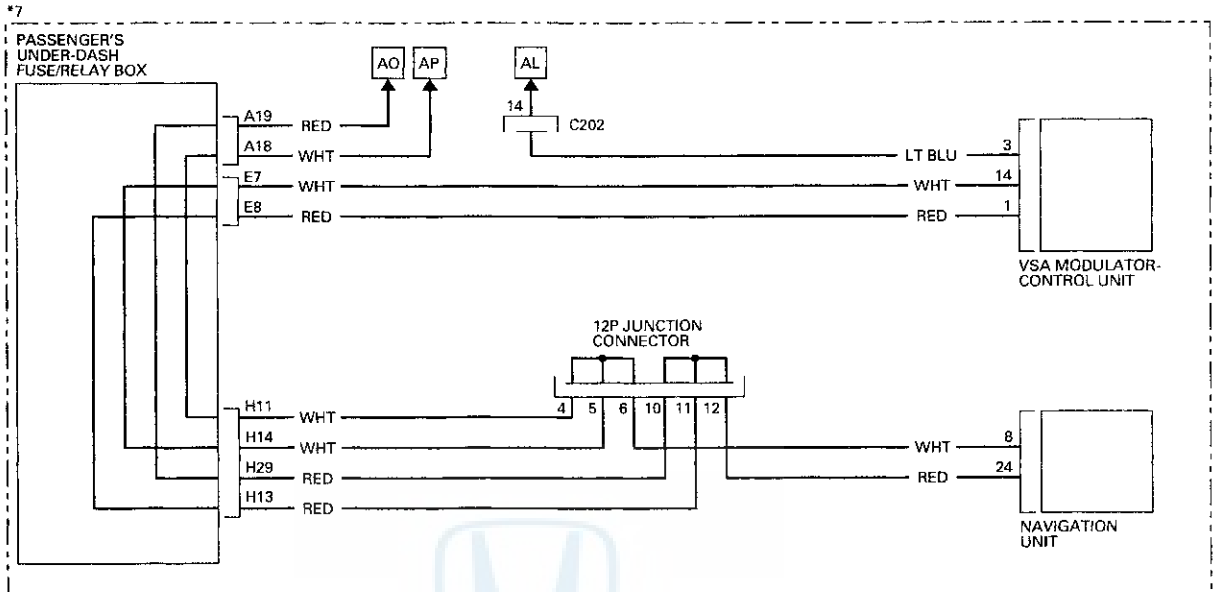 *7
PASSENGER'S
UNDER-DASH
FUSE/RELAY BOX
AO AP AL
14
C202
A19 RED
A18 WHT
LT BLU 3
E7 WHT WHT 14
E8 RED RED 1
VSA MODULATOR-
CONTROL UNIT
12P JUNCTION
CONNECTOR
4 5 6 10 11 12
H11 WHT
H14 WHT WHT 8
H29 RED RED 24
H13 RED
NAVIGATION
UNIT